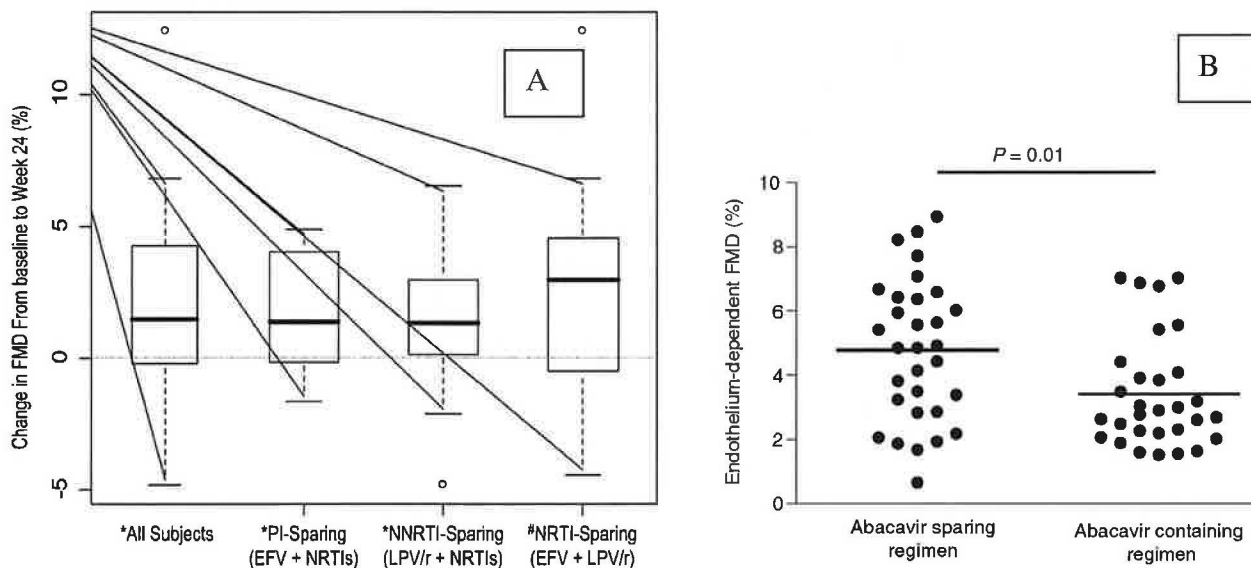 A
Change in FMD From baseline to Week 24 (%)
10
5
0
-5
*All Subjects
*PI-Sparing
(EFV + NRTIs)
*NNRTI-Sparing
(LPV/r + NRTIs)
#NRTI-Sparing
(EFV + LPV/r)
B
P = 0.01
Endothelium-dependent FMD (%)
10
8
6
4
2
0
Abacavir sparing
regimen
Abacavir containing
regimen